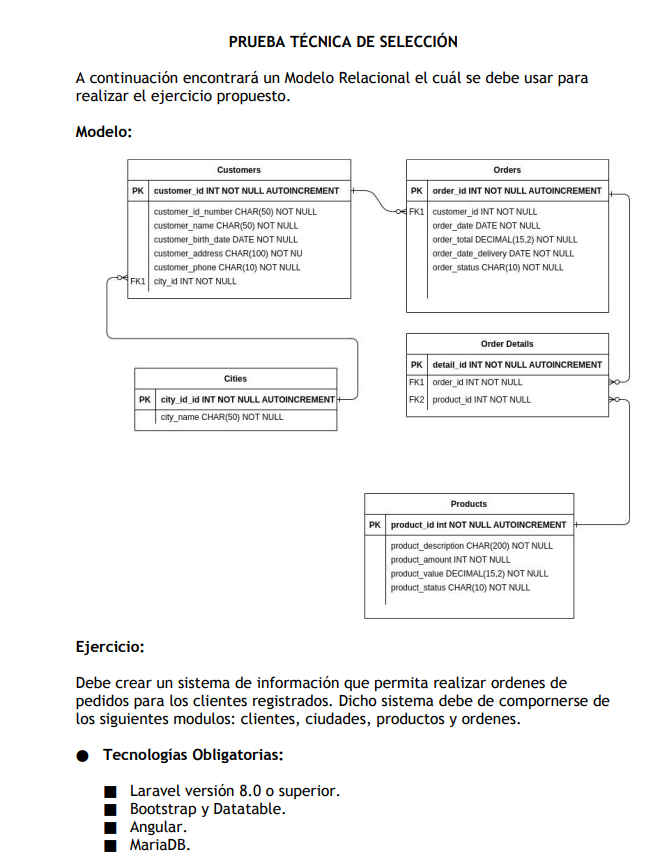 PRUEBA TÉCNICA DE SELECCIÓN
A continuación encontrará un Modelo Relacional el cuál se debe usar para
realizar el ejercicio propuesto.
Modelo:
Customers
PK customer_id INT NOT NULL AUTOINCREMENT
customer_id_number CHAR(50) NOT NULL
customer_name CHAR(50) NOT NULL
customer_birth_date DATE NOT NULL
customer_address CHAR(100) NOT NU
customer_phone CHAR(10) NOT NULL
FK1 city_id INT NOT NULL
Orders
PK order_id INT NOT NULL AUTOINCREMENT
FK1 customer_id INT NOT NULL
order_date DATE NOT NULL
order_total DECIMAL(15,2) NOT NULL
order_date_delivery DATE NOT NULL
order_status CHAR(10) NOT NULL
Order Details
PK detail_id INT NOT NULL AUTOINCREMENT
FK1 order_id INT NOT NULL
FK2 product_id INT NOT NULL
Cities
PK city_id_id INT NOT NULL AUTOINCREMENT
city_name CHAR(50) NOT NULL
Products
PK product_id int NOT NULL AUTOINCREMENT
product_description CHAR(200) NOT NULL
product_amount INT NOT NULL
product_value DECIMAL(15,2) NOT NULL
product_status CHAR(10) NOT NULL
Ejercicio:
Debe crear un sistema de información que permita realizar ordenes de
pedidos para los clientes registrados. Dicho sistema debe de compornerse de
los siguientes modulos: clientes, ciudades, productos y ordenes.
● Tecnologías Obligatorias:
■ Laravel versión 8.0 o superior.
■ Bootstrap y Datatable.
■ Angular.
■ MariaDB.